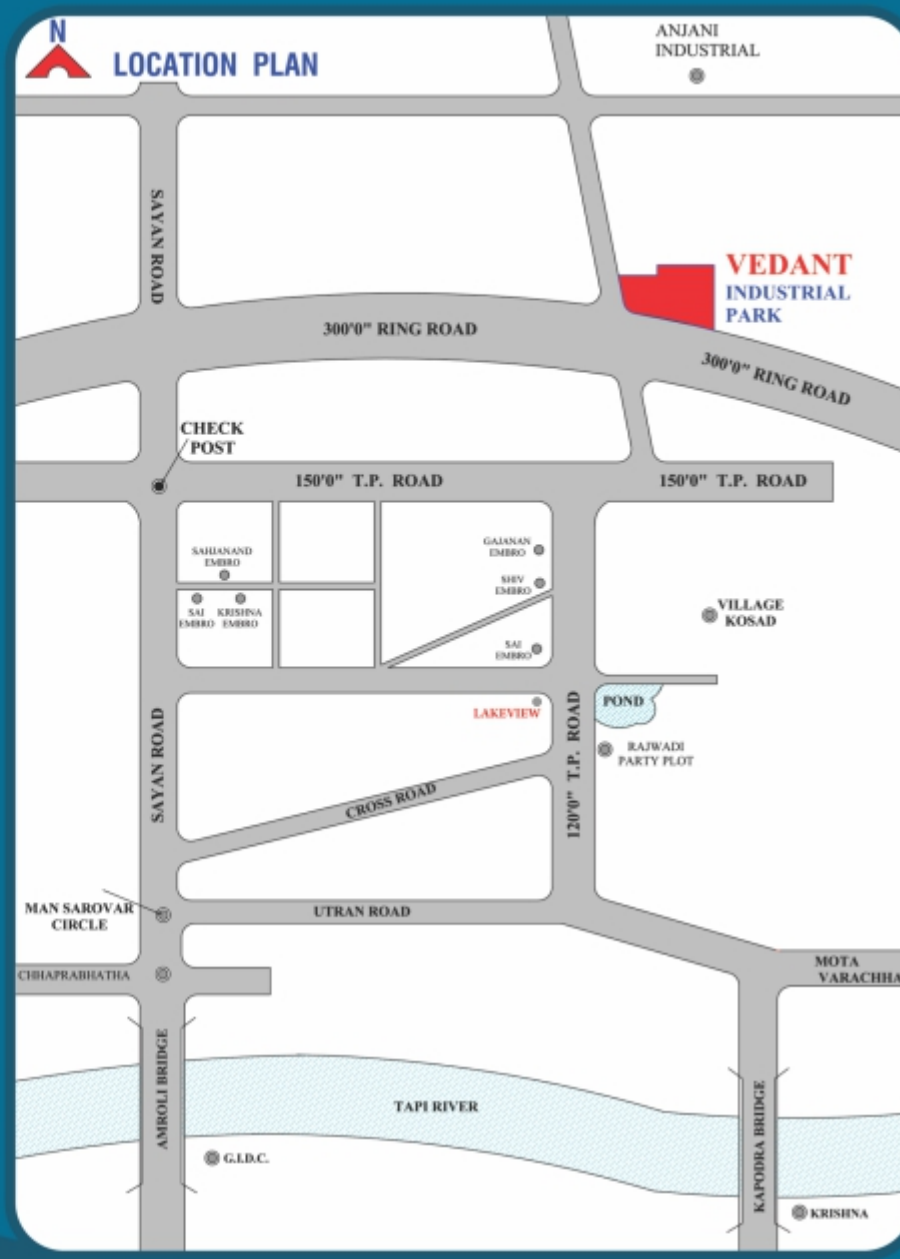 N
LOCATION PLAN
ANJANI
INDUSTRIAL
SAYAN ROAD
VEDANT
INDUSTRIAL
PARK
300'0" RING ROAD
300'0" RING ROAD
CHECK
POST
150'0" T.P. ROAD
150'0" T.P. ROAD
SAHJANAND
EMBRO
GAJANAN
EMBRO
SHIV
EMBRO
SAI
EMBRO
KRISHNA
EMBRO
VILLAGE
KOSAD
SAI
EMBRO
LAKEVIEW
POND
SAYAN ROAD
120'0" T.P. ROAD
RAJWADI
PARTY PLOT
CROSS ROAD
MAN SAROVAR
CIRCLE
UTRAN ROAD
CHHAPRABHATHA
MOTA
VARACHHA
AMROLI BRIDGE
TAPI RIVER
KAPODRA BRIDGE
G.I.D.C.
KRISHNA